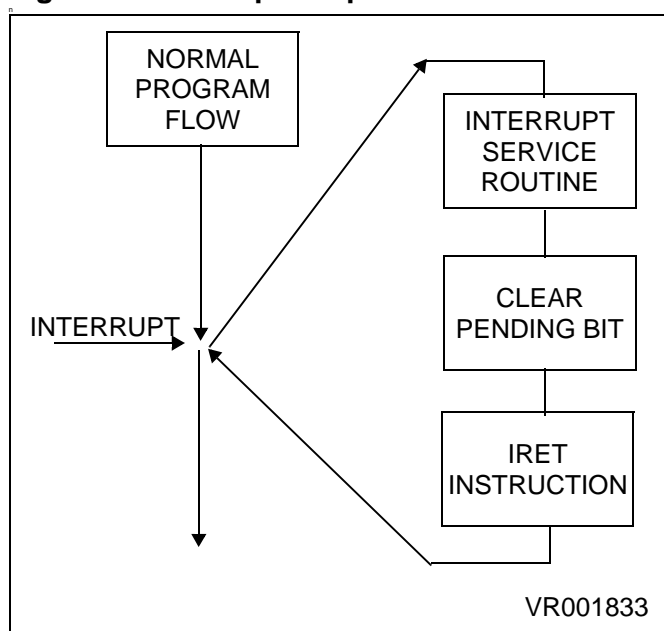 n
NORMAL
PROGRAM
FLOW
INTERRUPT
SERVICE
ROUTINE
INTERRUPT
CLEAR
PENDING BIT
IRET
INSTRUCTION
VR001833